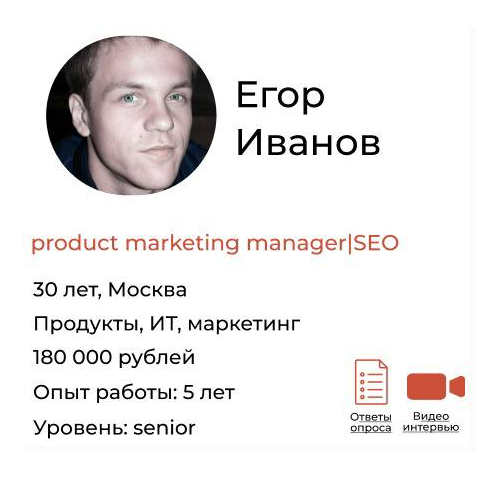 Егор
Иванов
product marketing manager|SEO
30 лет, Москва
Продукты, ИТ, маркетинг
180 000 рублей
Опыт работы: 5 лет
Уровень: senior
Ответы
опроса
Видео
интервью